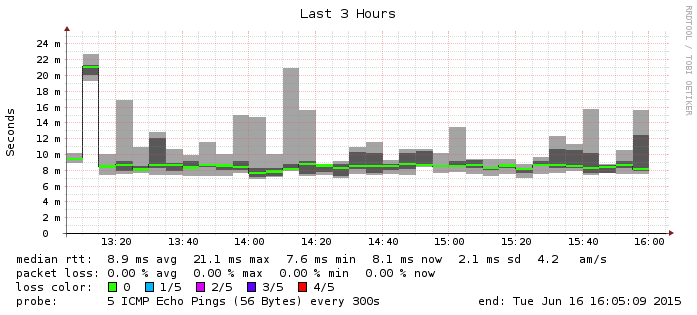 Last 3 Hours
RRDTOOL / TOBI OETIKER
Seconds
24 m
22 m
20 m
18 m
16 m
14 m
12 m
10 m
8 m
6 m
4 m
2 m
0
13:20 13:40 14:00 14:20 14:40 15:00 15:20 15:40 16:00
median rtt: 8.9 ms avg 21.1 ms max 7.6 ms min 8.1 ms now 2.1 ms sd 4.2 am/s
packet loss: 0.00 % avg 0.00 % max 0.00 % min 0.00 % now
loss color: 0 1/5 2/5 3/5 4/5
probe: 5 ICMP Echo Pings (56 Bytes) every 300s end: Tue Jun 16 16:05:09 2015